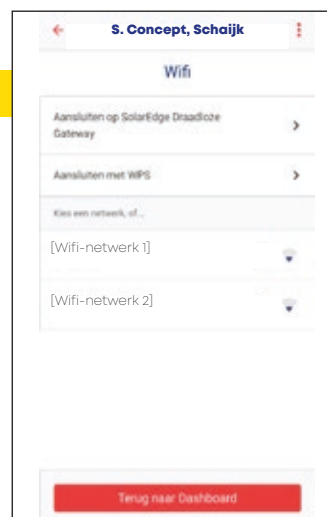 S. Concept, Schaijk
Wifi
Aansluiten op SolarEdge Draadloze
Gateway
Aansluiten met WPS
Kies een netwerk, of...
[Wifi-netwerk 1]
[Wifi-netwerk 2]
Terug naar Dashboard